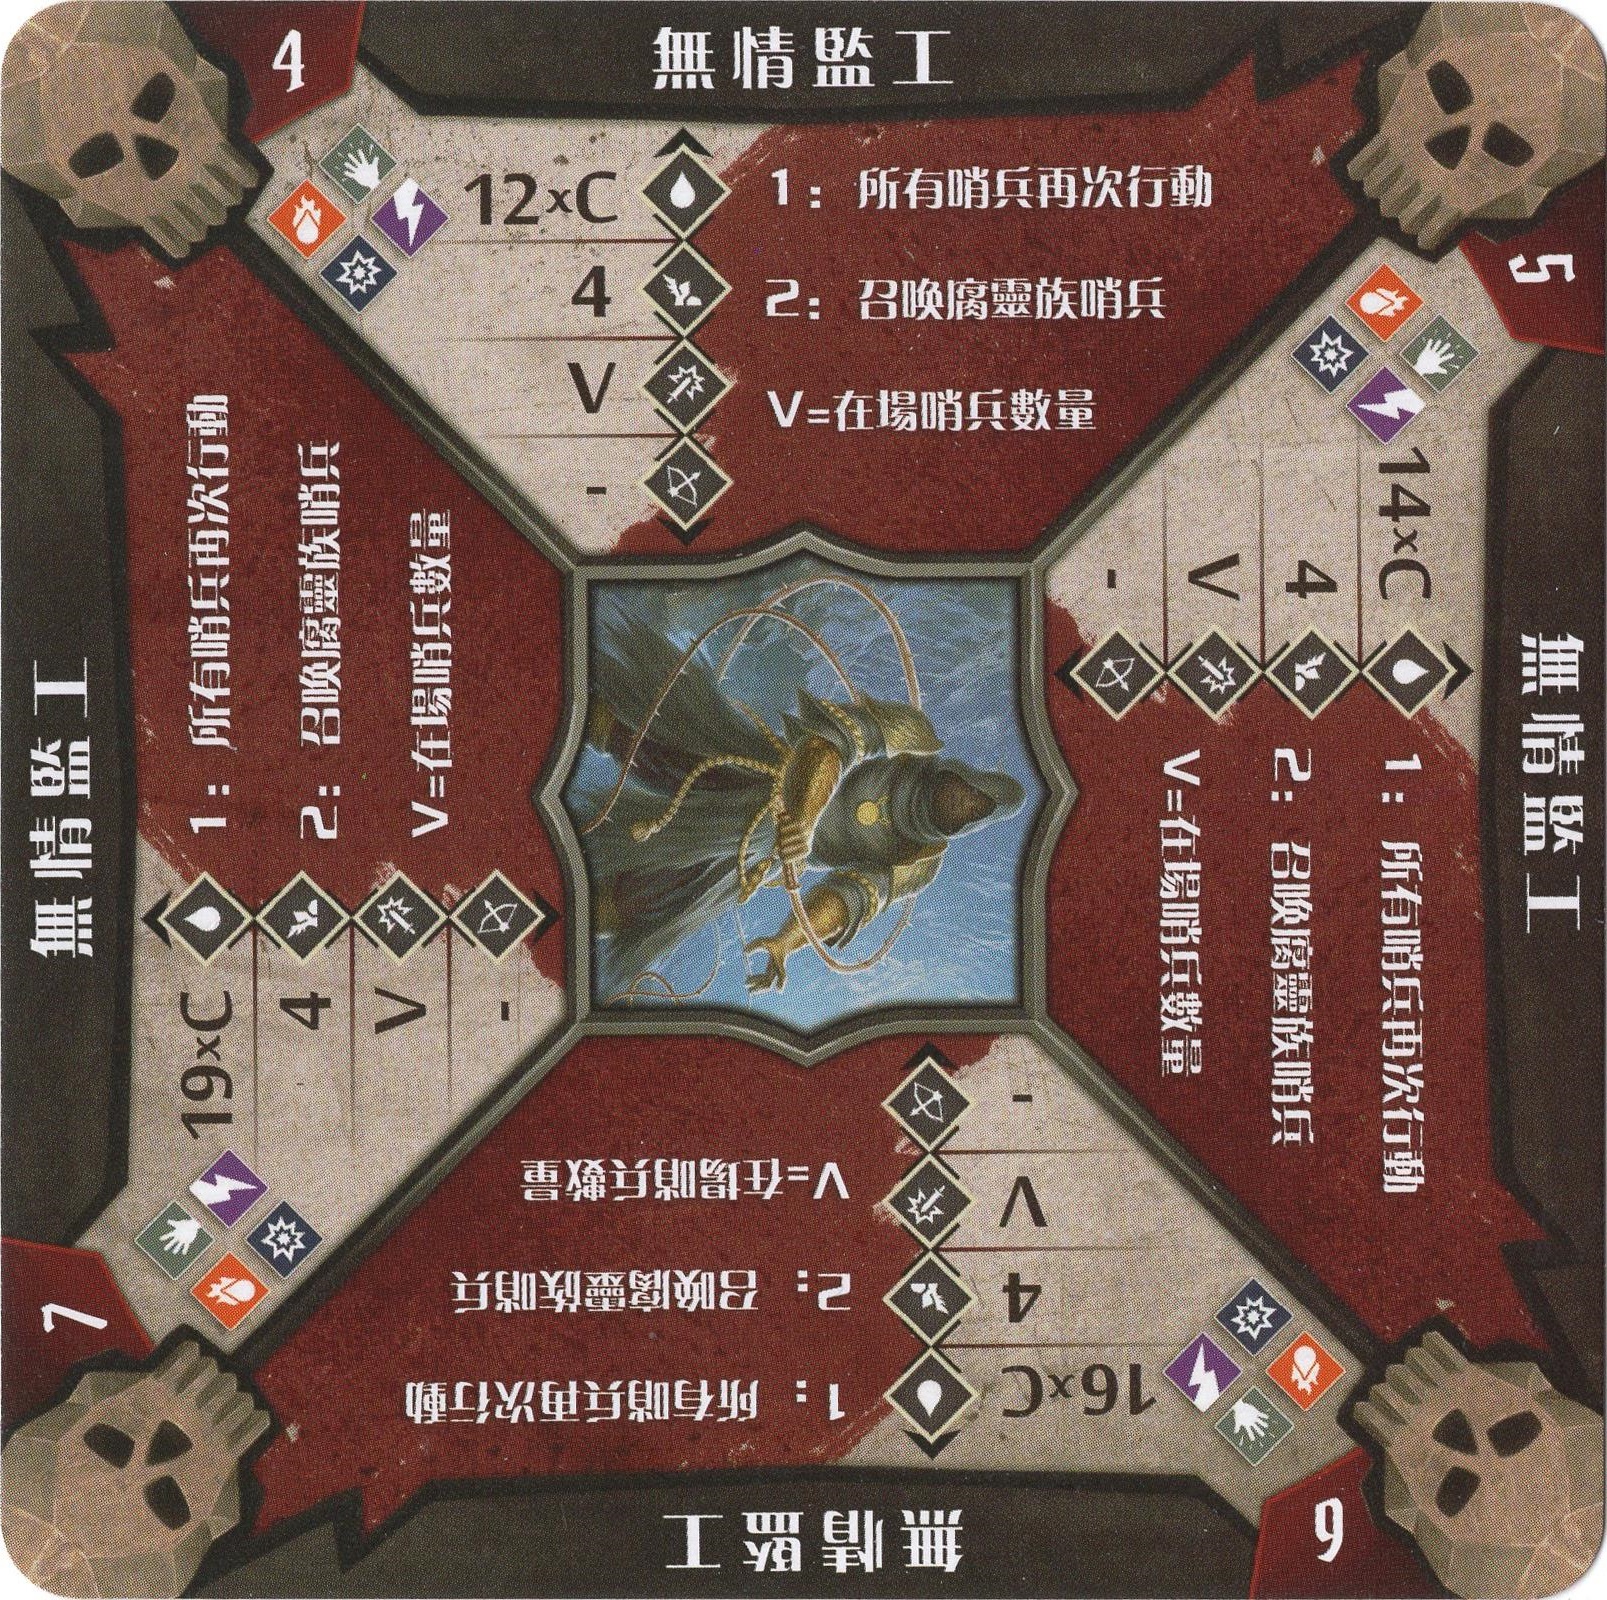 4
無情監工
12xC
4
V
-
1：所有哨兵再次行動
2：召喚腐靈族哨兵
V=在場哨兵數量
5
無情監工
14xC
4
V
-
1：所有哨兵再次行動
2：召喚腐靈族哨兵
V=在場哨兵數量
6
無情監工
16xC
4
V
-
1：所有哨兵再次行動
2：召喚腐靈族哨兵
V=在場哨兵數量
7
無情監工
19xC
4
V
-
1：所有哨兵再次行動
2：召喚腐靈族哨兵
V=在場哨兵數量